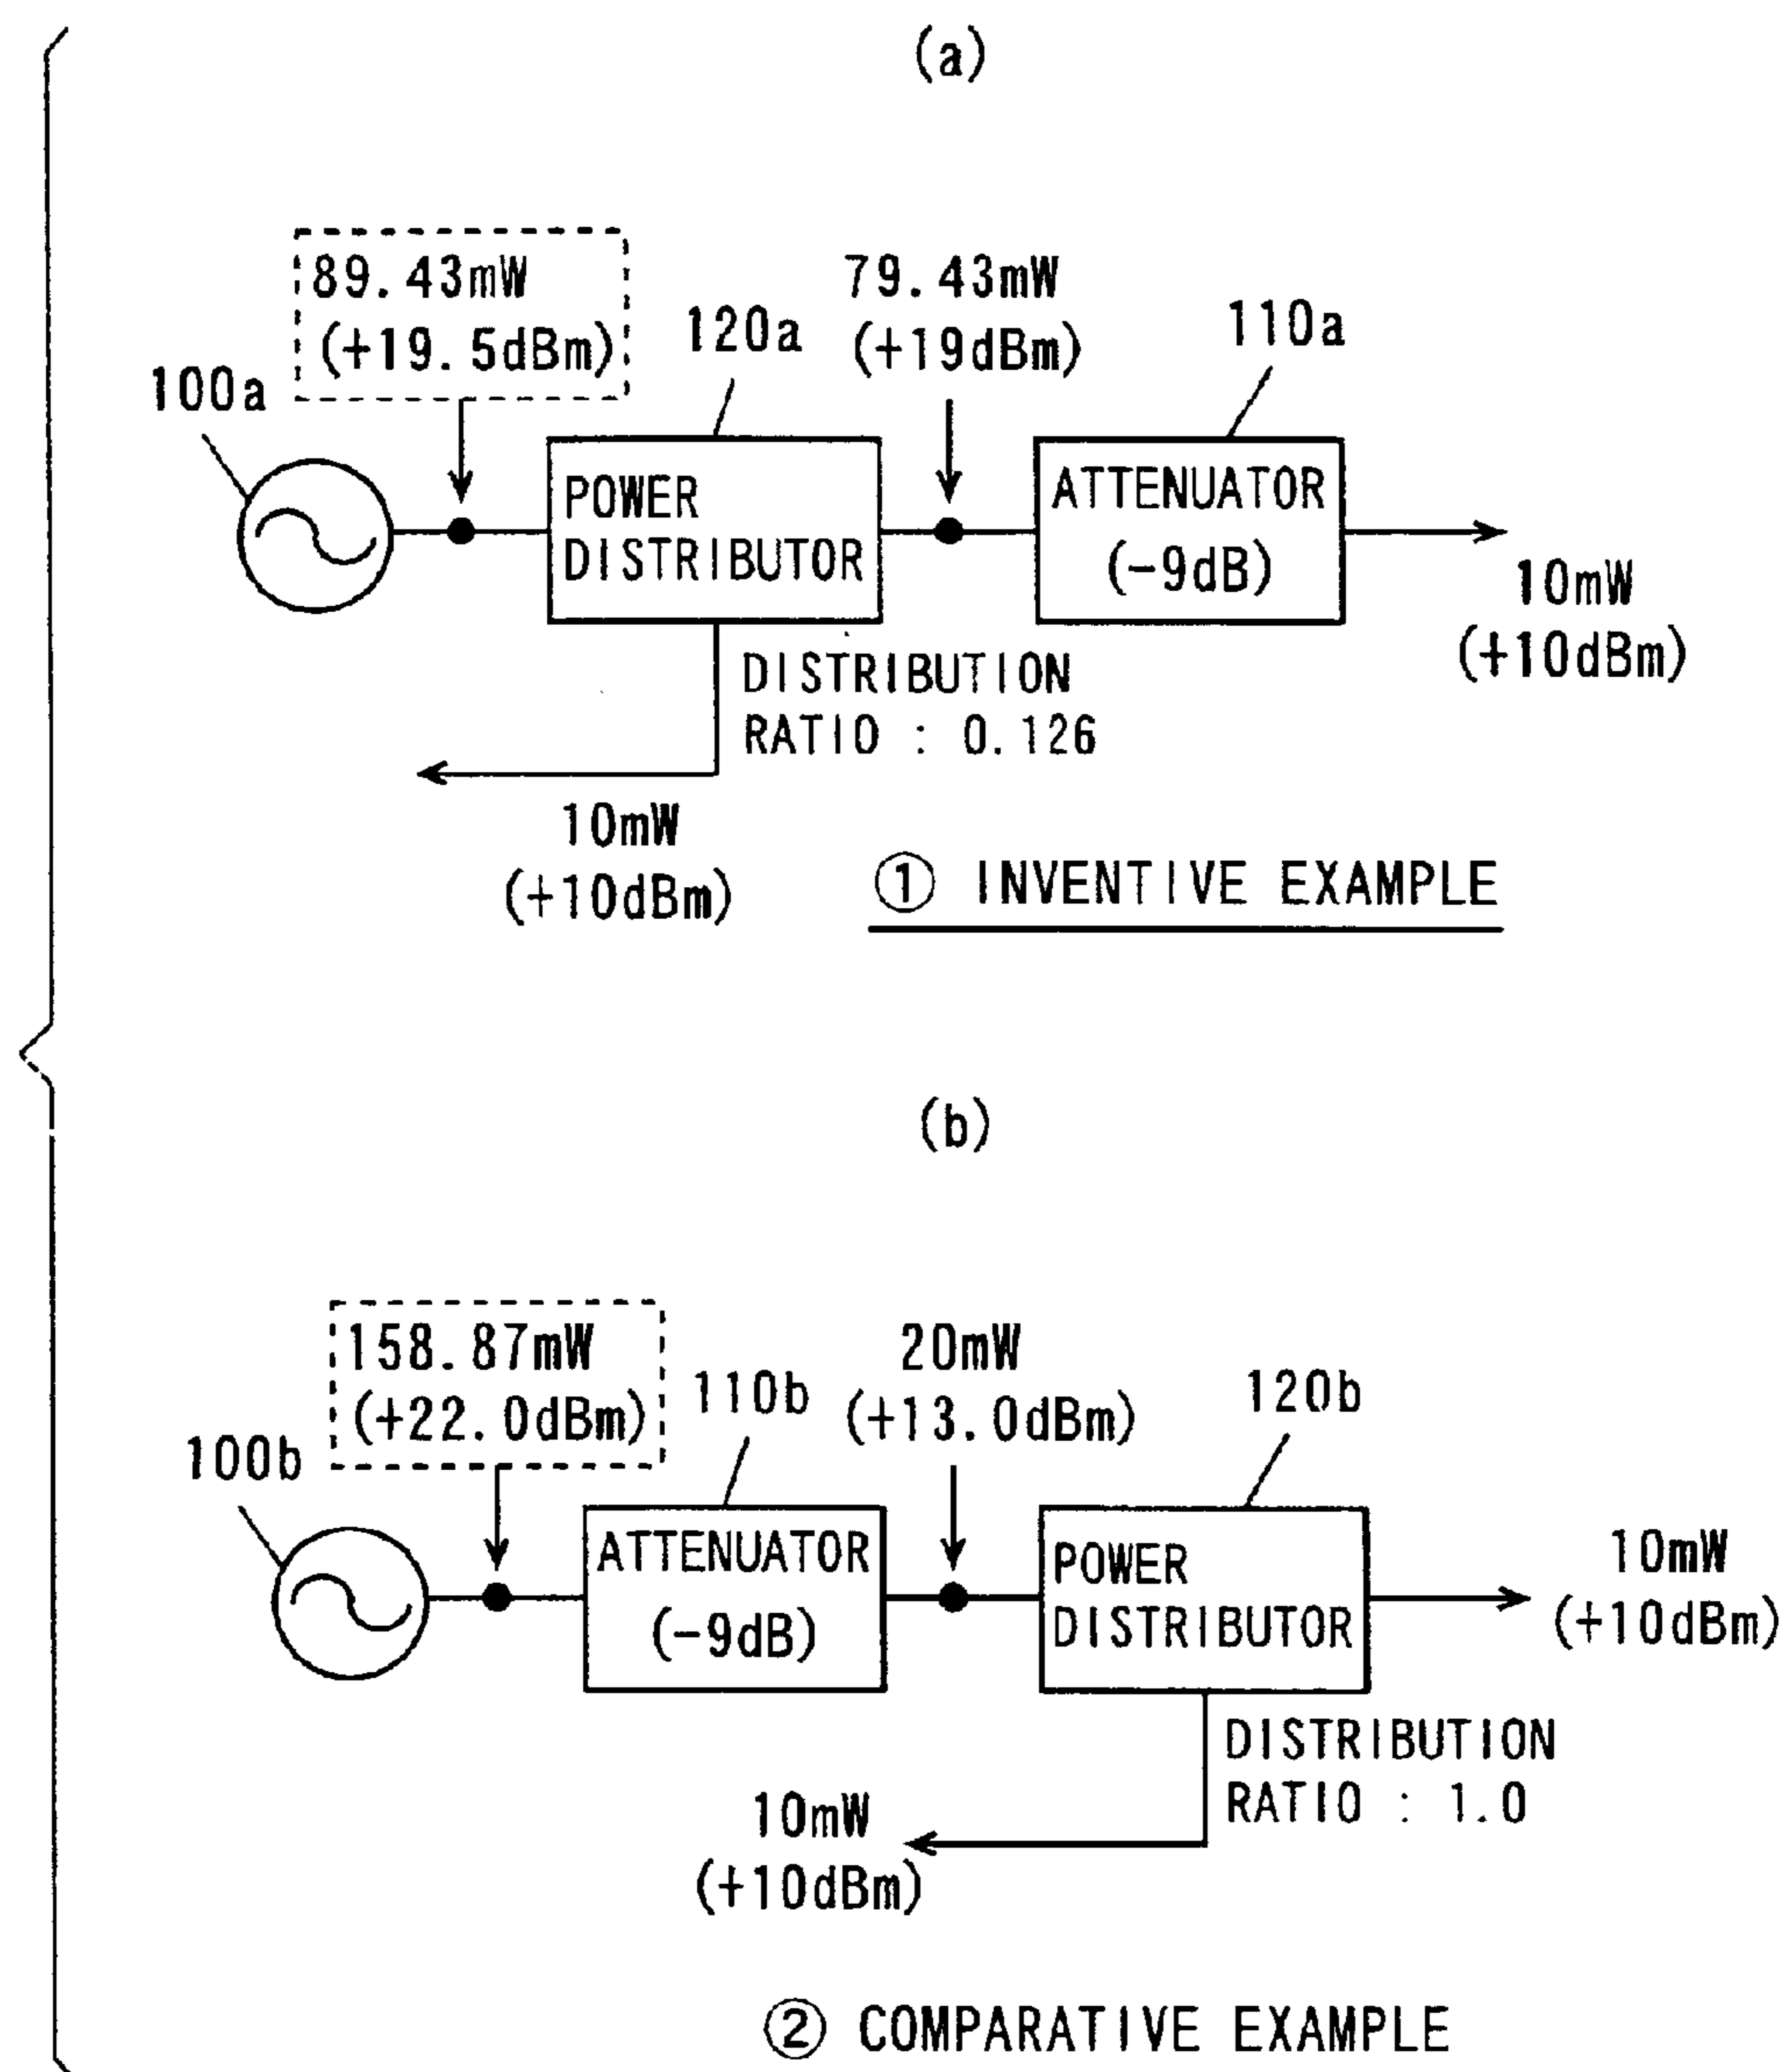 (a)
89.43mW
(+19.5dBm)
79.43mW
(+19dBm)
120a
110a
100a
POWER
DISTRIBUTOR
ATTENUATOR
(-9dB)
10mW
(+10dBm)
DISTRIBUTION
RATIO : 0.126
10mW
(+10dBm)
① INVENTIVE EXAMPLE
(b)
158.87mW
(+22.0dBm)
20mW
(+13.0dBm)
110b
120b
100b
ATTENUATOR
(-9dB)
POWER
DISTRIBUTOR
10mW
(+10dBm)
DISTRIBUTION
RATIO : 1.0
10mW
(+10dBm)
② COMPARATIVE EXAMPLE